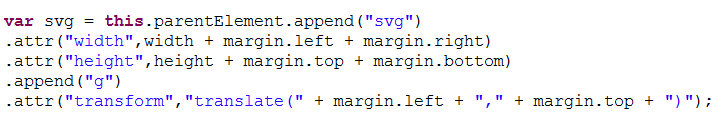 var svg = this.parentElement.append("svg")
.attr("width",width + margin.left + margin.right)
.attr("height",height + margin.top + margin.bottom)
.append("g")
.attr("transform","translate(" + margin.left + "," + margin.top + ")");